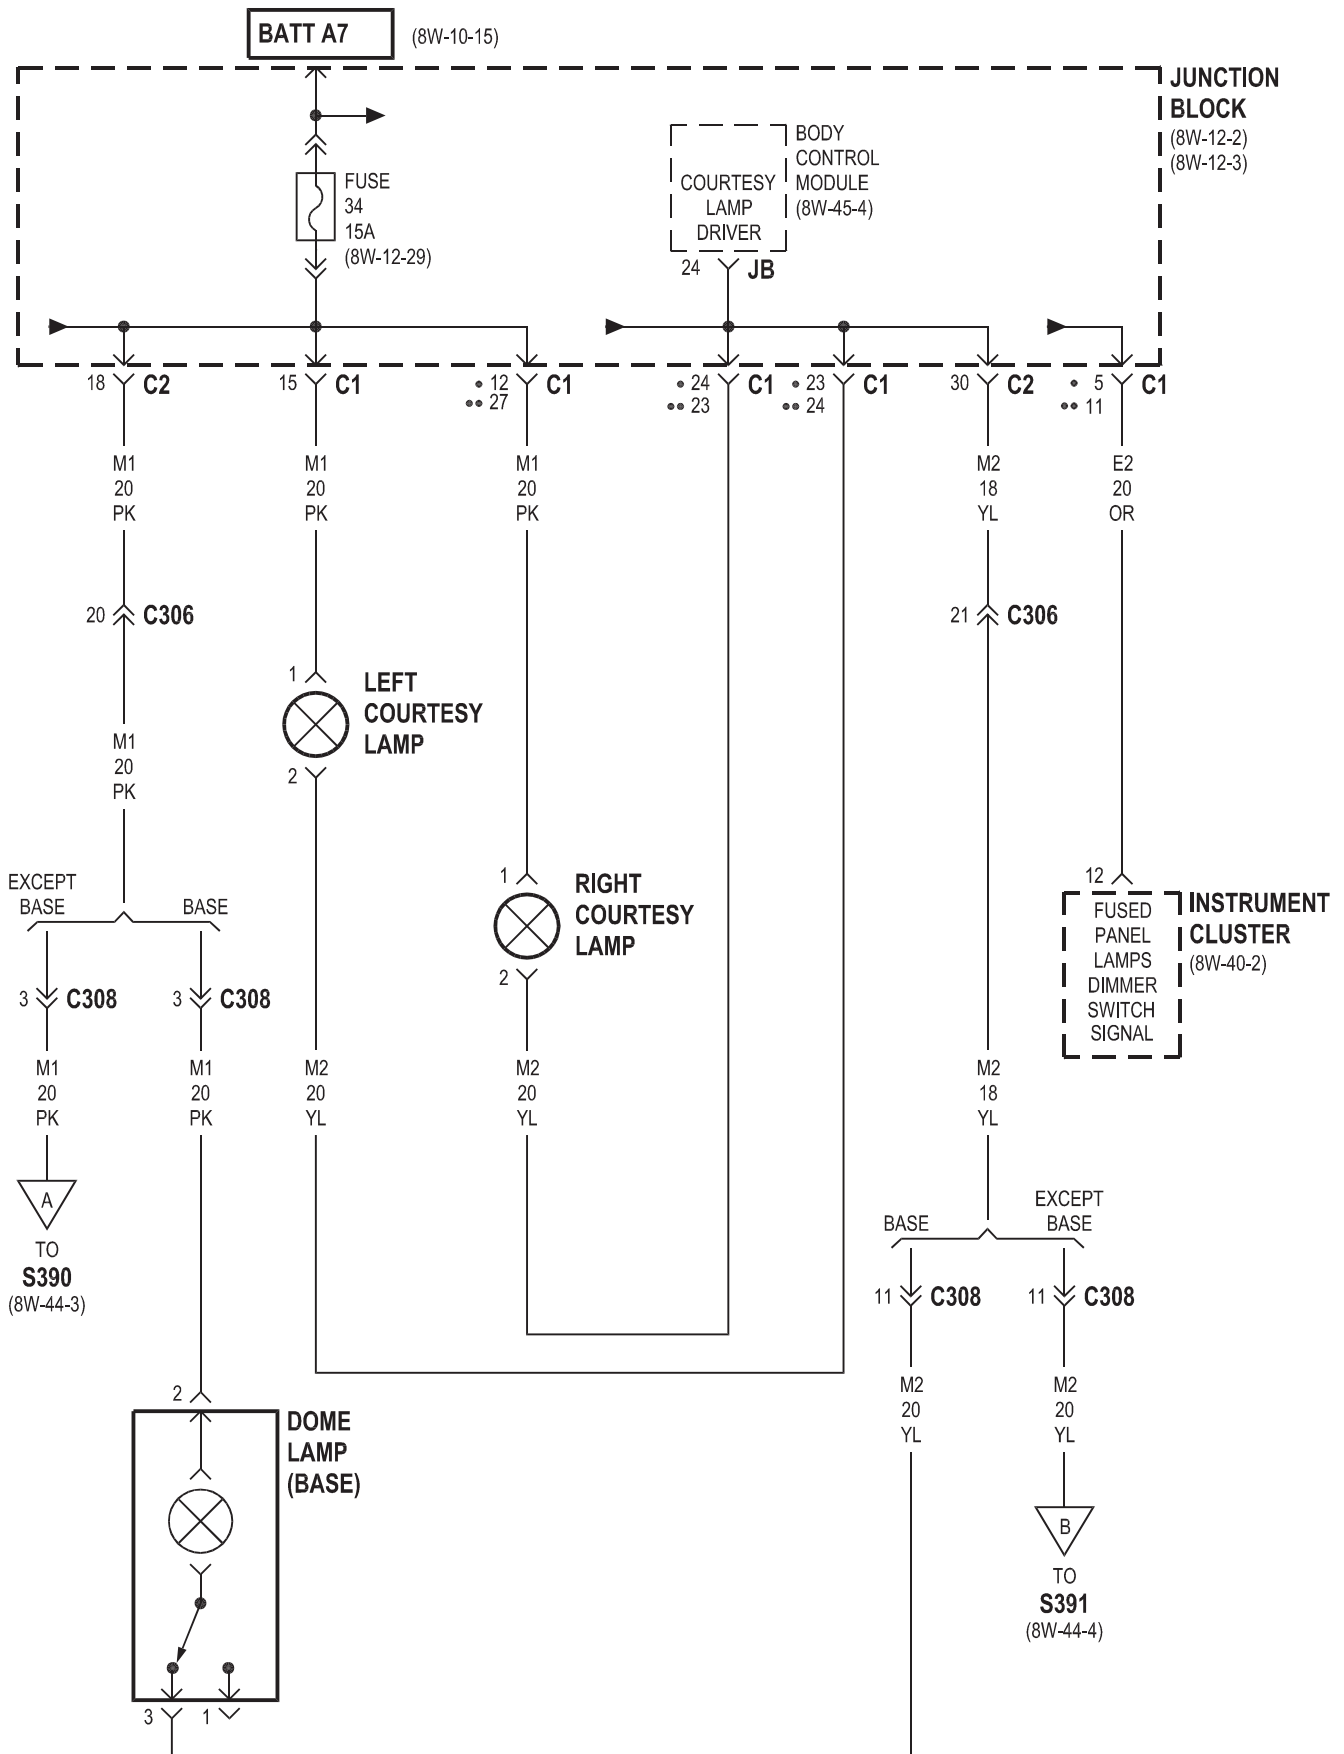 BATT A7
(8W-10-15)
JUNCTION
BLOCK
(8W-12-2)
(8W-12-3)
FUSE
34
15A
(8W-12-29)
COURTESY
LAMP
DRIVER
BODY
CONTROL
MODULE
(8W-45-4)
24
JB
18
C2
15
C1
12
27
C1
24
23
C1
23
24
C1
30
C2
5
11
C1
M1
20
PK
M1
20
PK
M1
20
PK
M2
18
YL
E2
20
OR
20
C306
21
C306
1
LEFT
COURTESY
LAMP
2
M1
20
PK
1
RIGHT
COURTESY
LAMP
2
12
FUSED
PANEL
LAMPS
DIMMER
SWITCH
SIGNAL
INSTRUMENT
CLUSTER
(8W-40-2)
EXCEPT
BASE
BASE
3
C308
3
C308
M1
20
PK
M1
20
PK
M2
20
YL
M2
20
YL
M2
18
YL
A
TO
S390
(8W-44-3)
BASE
EXCEPT
BASE
11
C308
11
C308
M2
20
YL
M2
20
YL
2
DOME
LAMP
(BASE)
B
TO
S391
(8W-44-4)
3
1